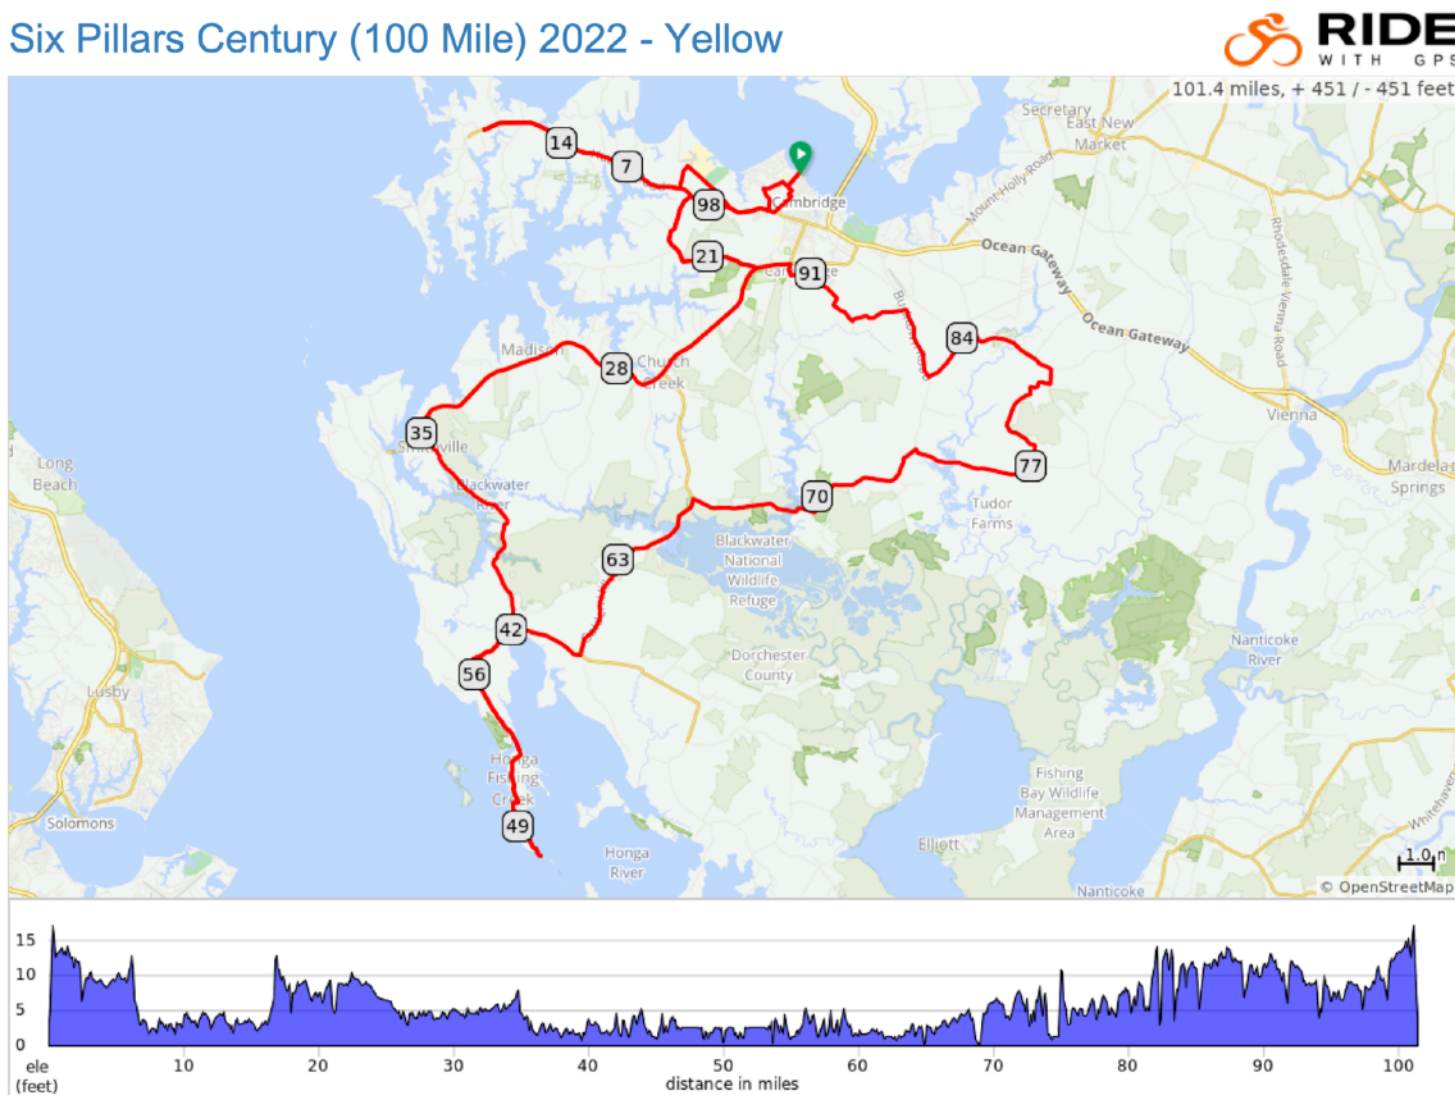 Six Pillars Century (100 Mile) 2022 - Yellow
RIDE
WITH GPS
101.4 miles, + 451 / - 451 feet
Secretary
East New
Market
Mount Holly Road
14
7
98
Cambridge
21
91
Ocean Gateway
Rhodesdale Vienna Road
Ocean Gateway
84
Madison
28
Church
Creek
Vienna
35
Long
Beach
77
Mardela
Springs
Blackwater
River
70
Tudor
Farms
Blackwater
National
Wildlife
Refuge
63
42
Nanticoke
River
56
Dorchester
County
Lusby
Honga
Fishing
Creek
Fishing
Bay Wildlife
Management
Area
Whitehaven
49
Solomons
Elliott
Honga
River
1.0 m
Nanticoke
© OpenStreetMap
15
10
5
0
ele
(feet)
10 20 30 40 50 60 70 80 90 100
distance in miles